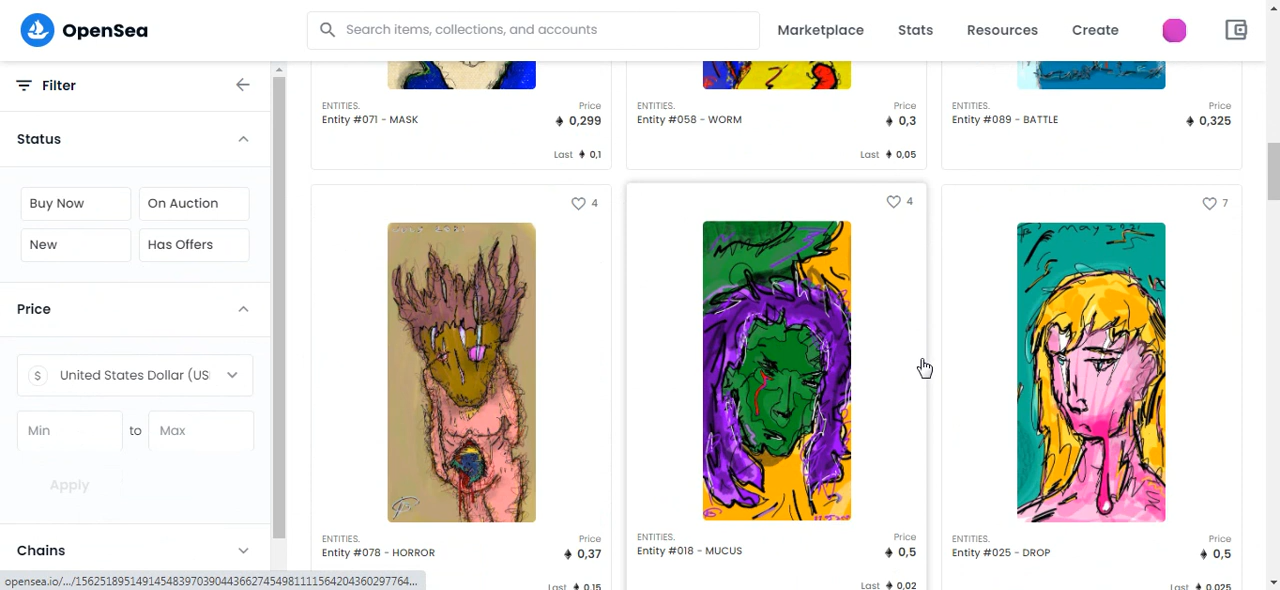 OpenSea
Search items, collections, and accounts
Marketplace
Stats
Resources
Create
Filter
Status
Buy Now
On Auction
New
Has Offers
Price
$ United States Dollar (US
Min
to
Max
Apply
Chains
ENTITIES.
Price
Entity #071 - MASK
0,299
Last 0,1
ENTITIES.
Price
Entity #058 - WORM
0,3
Last 0,05
ENTITIES.
Price
Entity #089 - BATTLE
0,325
4
4
7
ENTITIES.
Price
Entity #078 - HORROR
0,37
Last 0,15
ENTITIES.
Price
Entity #018 - MUCUS
0,5
Last 0,02
ENTITIES.
Price
Entity #025 - DROP
0,5
Last 0,025